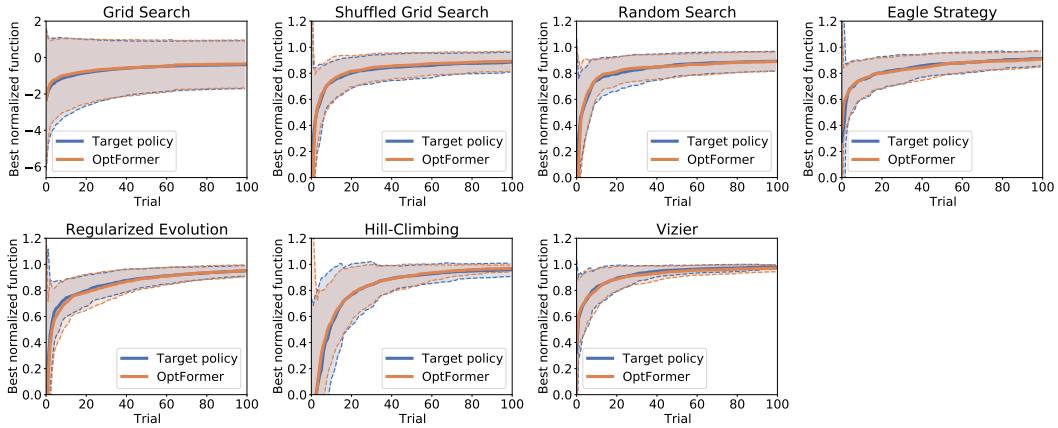 Grid Search
Best normalized function
2
0
−2
−4
−6
Target policy
OptFormer
0 20 40 60 80 100
Trial
Shuffled Grid Search
Best normalized function
1.2
1.0
0.8
0.6
0.4
0.2
0.0
Target policy
OptFormer
0 20 40 60 80 100
Trial
Random Search
Best normalized function
1.2
1.0
0.8
0.6
0.4
0.2
0.0
Target policy
OptFormer
0 20 40 60 80 100
Trial
Eagle Strategy
Best normalized function
1.2
1.0
0.8
0.6
0.4
0.2
0.0
Target policy
OptFormer
0 20 40 60 80 100
Trial
Regularized Evolution
Best normalized function
1.2
1.0
0.8
0.6
0.4
0.2
0.0
Target policy
OptFormer
0 20 40 60 80 100
Trial
Hill-Climbing
Best normalized function
1.2
1.0
0.8
0.6
0.4
0.2
0.0
Target policy
OptFormer
0 20 40 60 80 100
Trial
Vizier
Best normalized function
1.2
1.0
0.8
0.6
0.4
0.2
0.0
Target policy
OptFormer
0 20 40 60 80 100
Trial